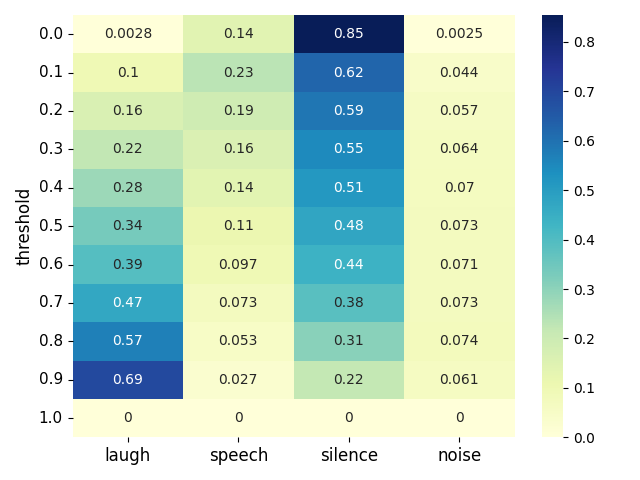 0.0 0.0028 0.14 0.85 0.0025
0.1 0.1 0.23 0.62 0.044
0.2 0.16 0.19 0.59 0.057
0.3 0.22 0.16 0.55 0.064
0.4 0.28 0.14 0.51 0.07
0.5 0.34 0.11 0.48 0.073
0.6 0.39 0.097 0.44 0.071
0.7 0.47 0.073 0.38 0.073
0.8 0.57 0.053 0.31 0.074
0.9 0.69 0.027 0.22 0.061
1.0 0 0 0 0
threshold
laugh speech silence noise
0.8
0.7
0.6
0.5
0.4
0.3
0.2
0.1
0.0